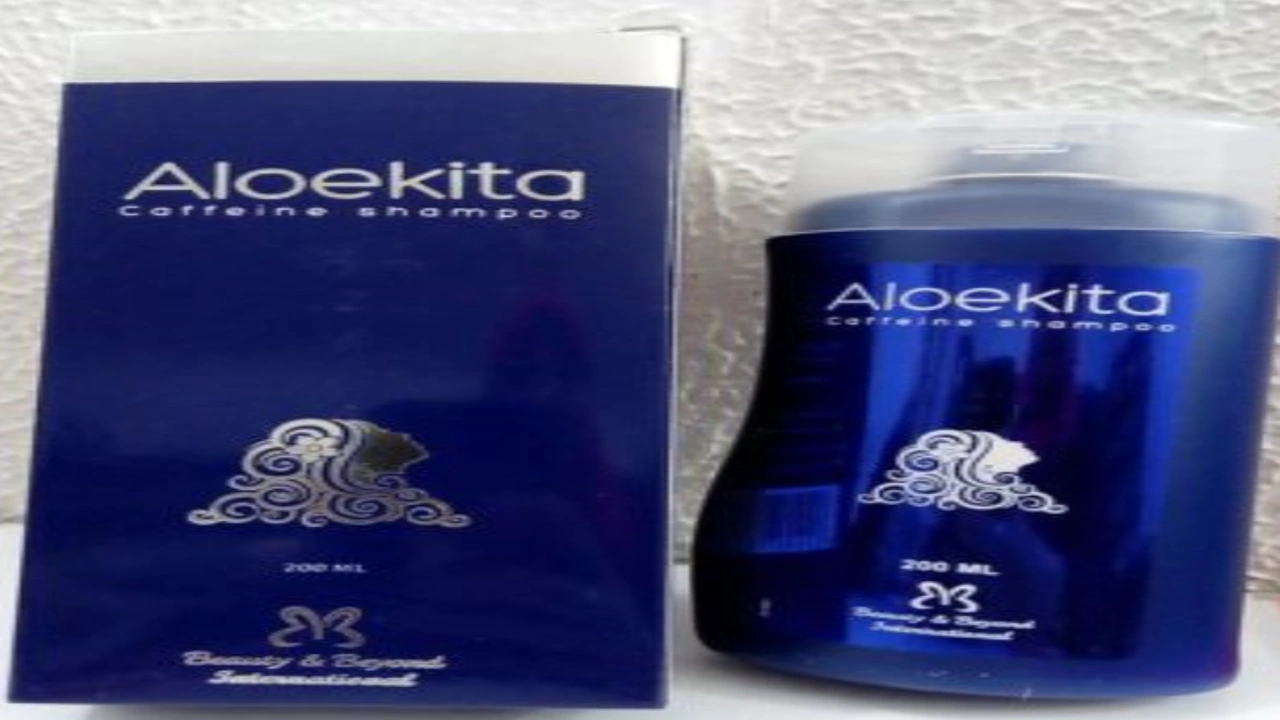 Aloekita
Caffeine shampoo
200 ML
Beauty & Beyond
International
Aloekita
Caffeine shampoo
200 ML
Beauty & Beyond
International